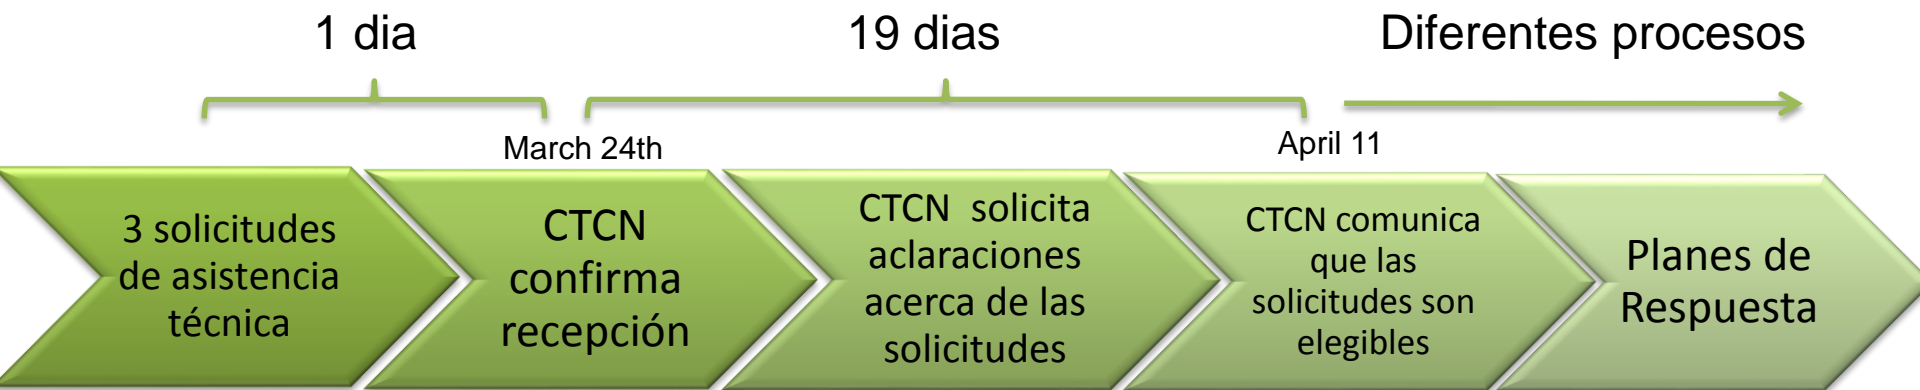 1 dia
19 dias
Diferentes procesos
March 24th
April 11
3 solicitudes
de asistencia
técnica
CTCN
confirma
recepción
CTCN solicita
aclaraciones
acerca de las
solicitudes
CTCN comunica
que las
solicitudes son
elegibles
Planes de
Respuesta